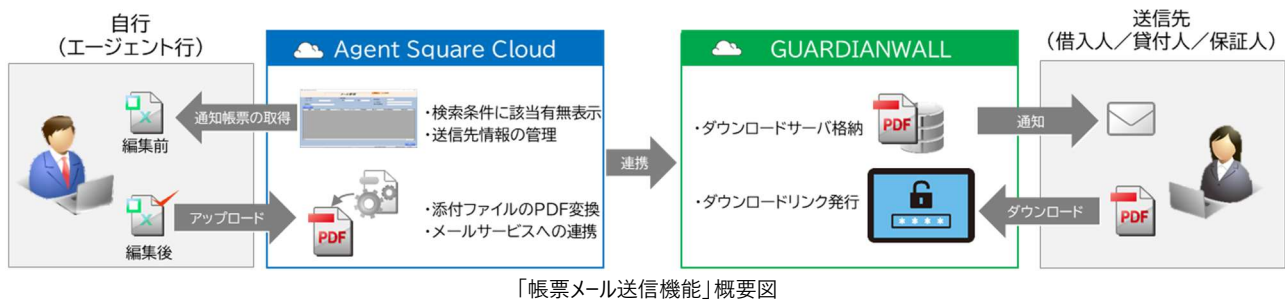 自行
(エージェント行)
通知帳票の取得
編集前
アップロード
編集後
Agent Square Cloud
・検索条件に該当有無表示
・送信先情報の管理
PDF
・添付ファイルのPDF変換
・メールサービスへの連携
連携
GUARDIANWALL
・ダウンロードサーバ格納
PDF
・ダウンロードリンク発行
****
送信先
(借入人/貸付人/保証人)
通知
ダウンロード
PDF
「帳票メール送信機能」概要図